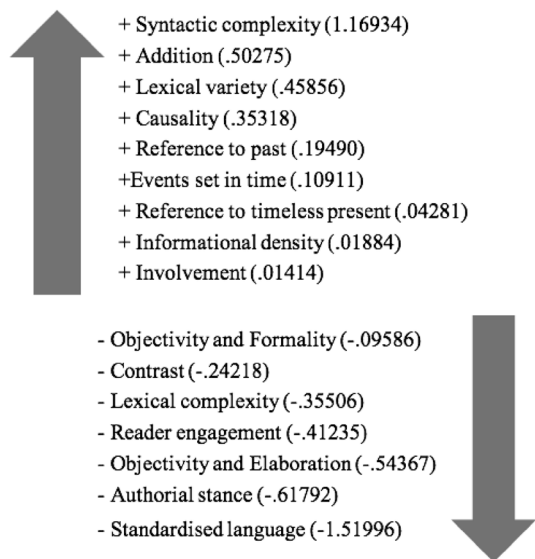 + Syntactic complexity (1.16934)
+ Addition (.50275)
+ Lexical variety (.45856)
+ Causality (.35318)
+ Reference to past (.19490)
+Events set in time (.10911)
+ Reference to timeless present (.04281)
+ Informational density (.01884)
+ Involvement (.01414)
- Objectivity and Formality (-.09586)
- Contrast (-.24218)
- Lexical complexity (-.35506)
- Reader engagement (-.41235)
- Objectivity and Elaboration (-.54367)
- Authorial stance (-.61792)
- Standardised language (-1.51996)